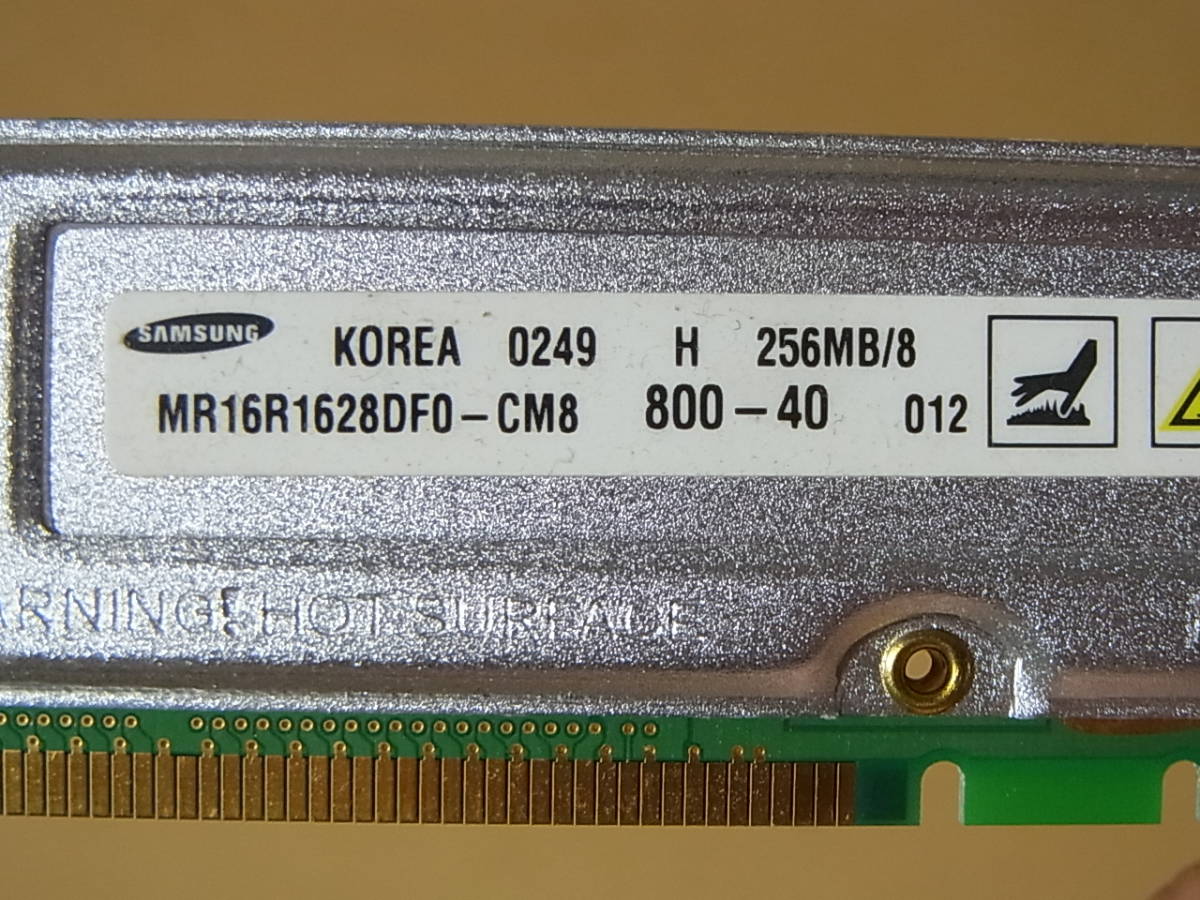 SAMSUNG KOREA 0249 H 256MB/8
MR16R1628DF0-CM8 800-40 012
ARNING! HOT SURFACE